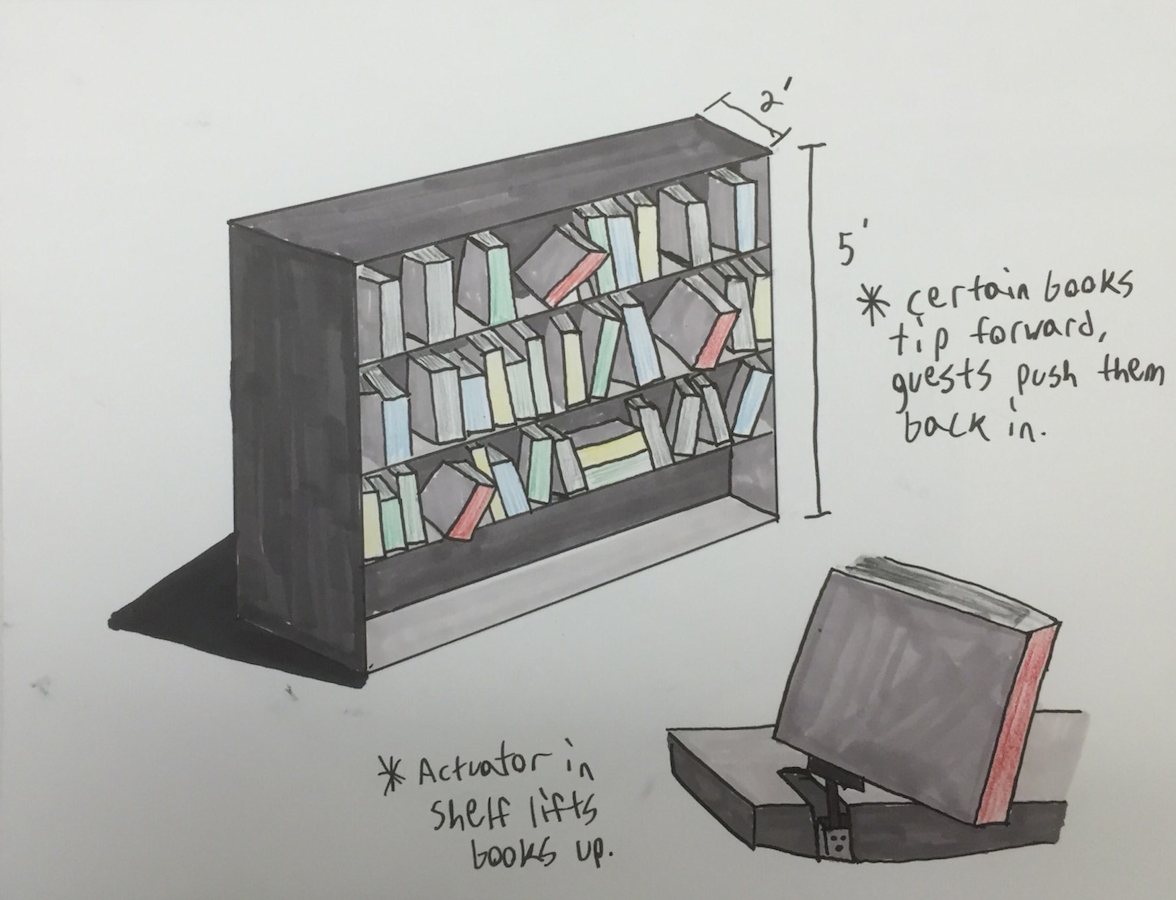 2'
5'
* certain books
tip forward,
guests push them
back in.
* Actuator in
shelf lifts
books up.